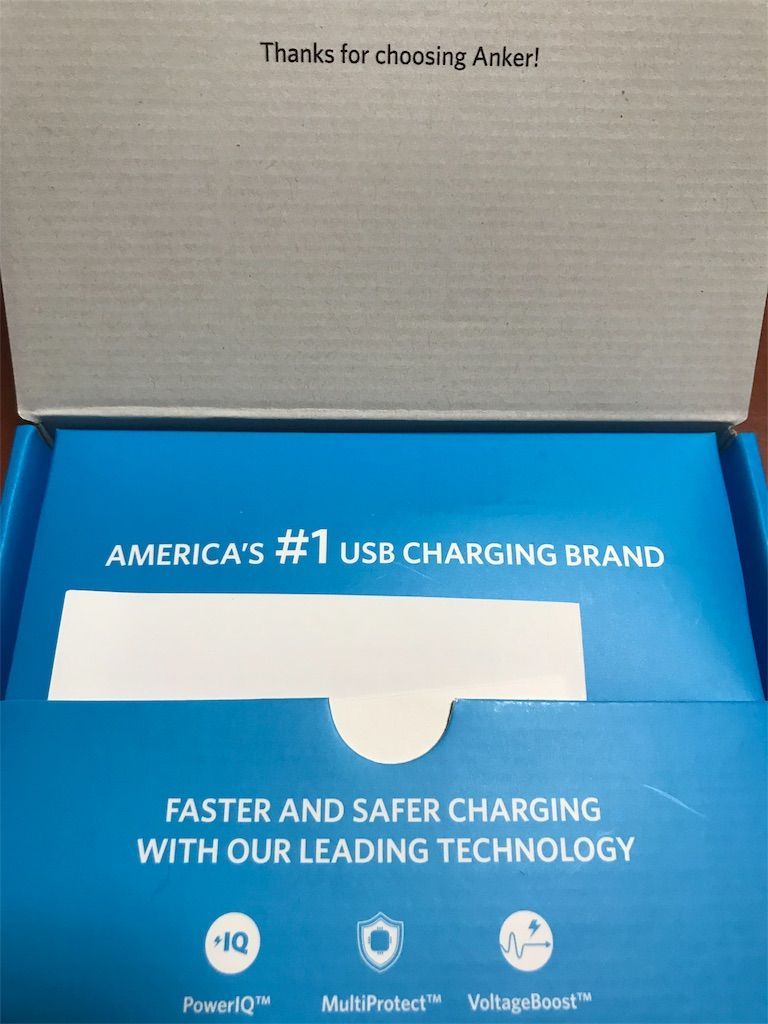 Thanks for choosing Anker!
AMERICA'S #1 USB CHARGING BRAND
FASTER AND SAFER CHARGING
WITH OUR LEADING TECHNOLOGY
IQ
PowerIQ™ MultiProtect™ VoltageBoost™